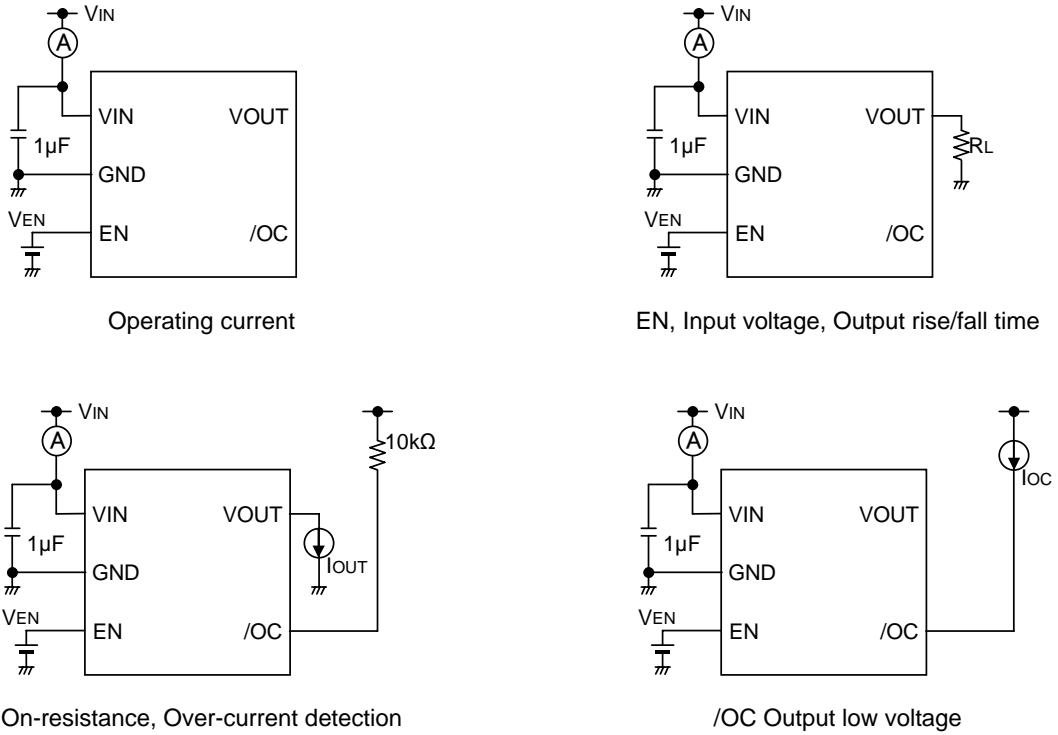 VIN
A
VIN VOUT
1µF
GND
VEN
EN /OC
Operating current
VIN
A
VIN VOUT
1µF RL
GND
VEN
EN /OC
EN, Input voltage, Output rise/fall time
VIN
A 10kΩ
VIN VOUT
1µF IOUT
GND
VEN
EN /OC
On-resistance, Over-current detection
VIN
A
IOC
VIN VOUT
1µF
GND
VEN
EN /OC
/OC Output low voltage